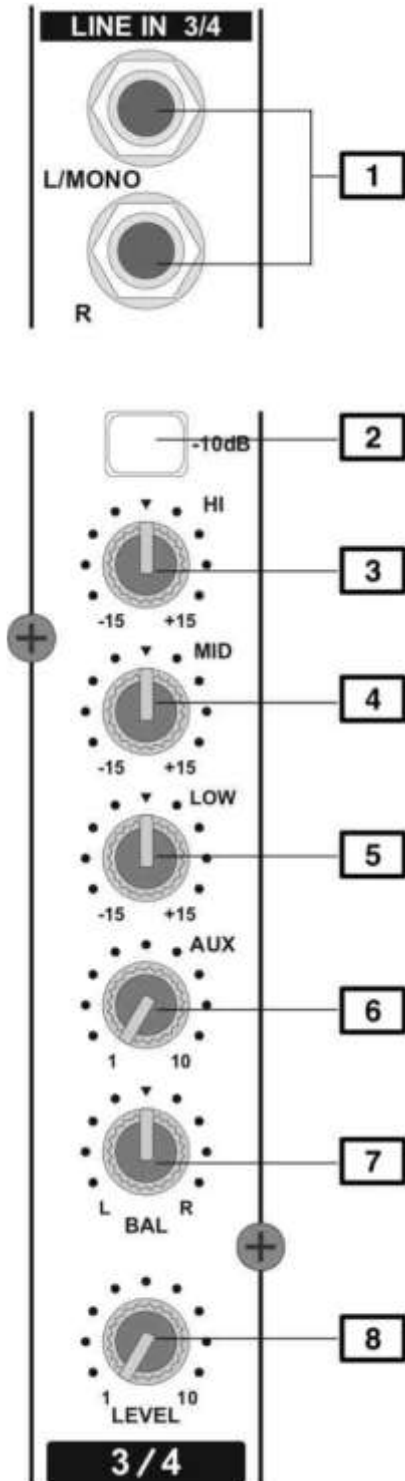 LINE IN 3/4
L/MONO
1
R
-10dB
2
HI
3
-15 +15
MID
4
-15 +15
LOW
5
-15 +15
AUX
6
1 10
7
L R
BAL
8
1 10
LEVEL
3/4